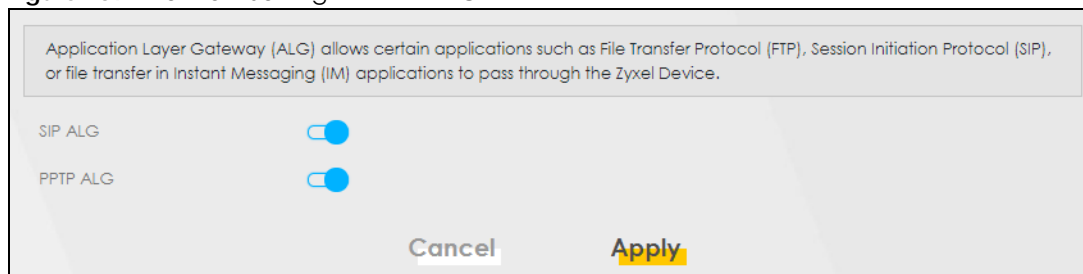 Application Layer Gateway (ALG) allows certain applications such as File Transfer Protocol (FTP), Session Initiation Protocol (SIP),
or file transfer in Instant Messaging (IM) applications to pass through the Zyxel Device.
SIP ALG
PPTP ALG
Cancel Apply